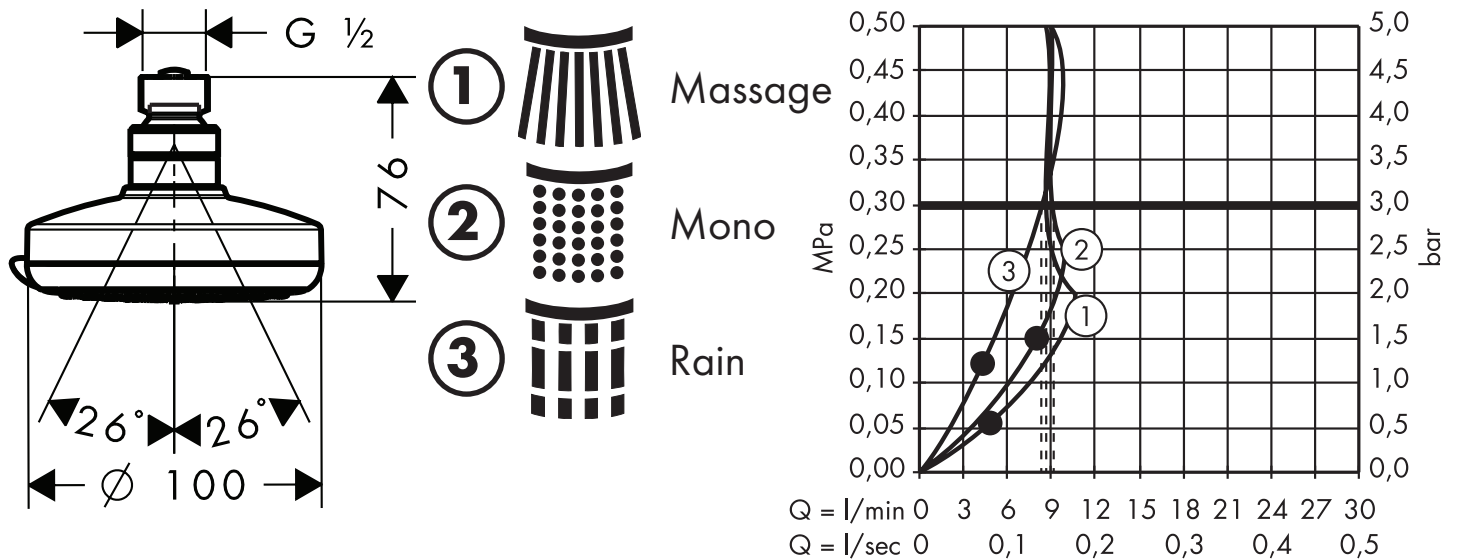 G ½
76
26° 26°
Ø 100
1 Massage
2 Mono
3 Rain
0,50 5,0
0,45 4,5
0,40 4,0
0,35 3,5
0,30 3,0
0,25 2,5
0,20 2,0
0,15 1,5
0,10 1,0
0,05 0,5
0,00 0,0
MPa
bar
3
2
1
Q = l/min 0 3 6 9 12 15 18 21 24 27 30
Q = l/sec 0 0,1 0,2 0,3 0,4 0,5